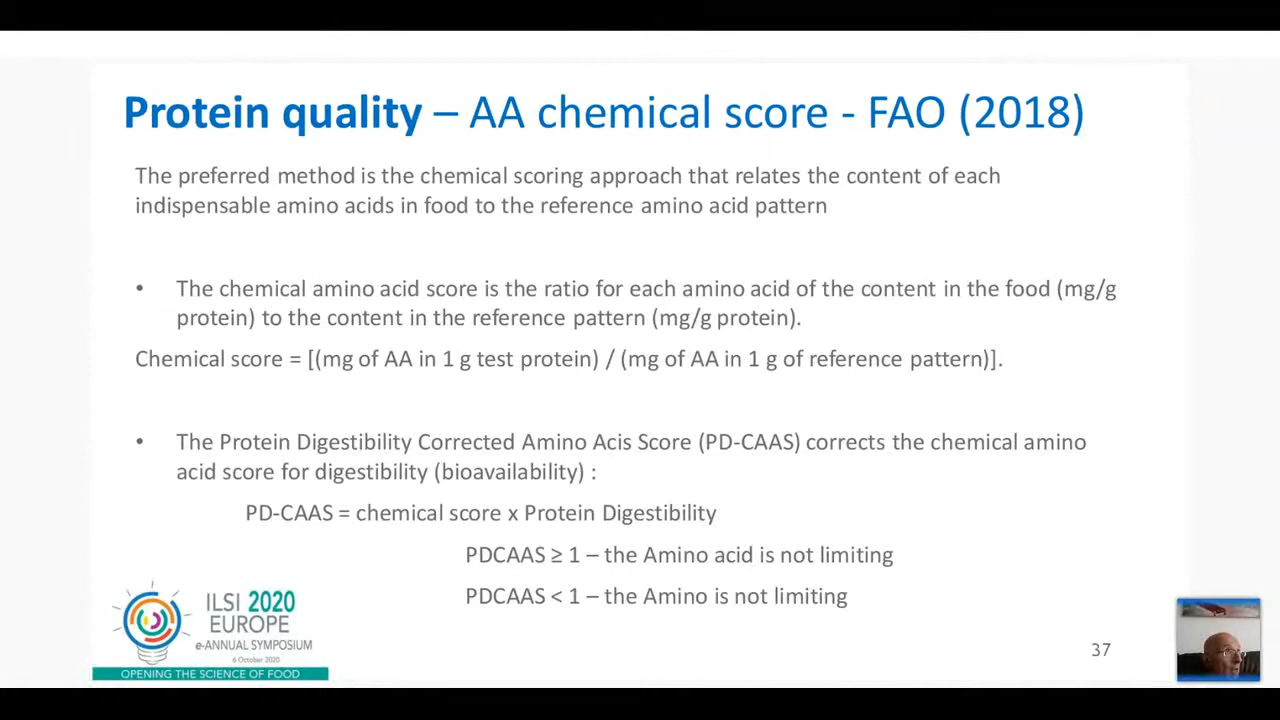 Protein quality – AA chemical score - FAO (2018)
The preferred method is the chemical scoring approach that relates the content of each
indispensable amino acids in food to the reference amino acid pattern
• The chemical amino acid score is the ratio for each amino acid of the content in the food (mg/g
protein) to the content in the reference pattern (mg/g protein).
Chemical score = [(mg of AA in 1 g test protein) / (mg of AA in 1 g of reference pattern)].
• The Protein Digestibility Corrected Amino Acis Score (PD-CAAS) corrects the chemical amino
acid score for digestibility (bioavailability) :
PD-CAAS = chemical score x Protein Digestibility
PDCAAS ≥ 1 – the Amino acid is not limiting
PDCAAS < 1 – the Amino is not limiting
ILSI 2020
EUROPE
e-ANNUAL SYMPOSIUM
6 October 2020
OPENING THE SCIENCE OF FOOD
37